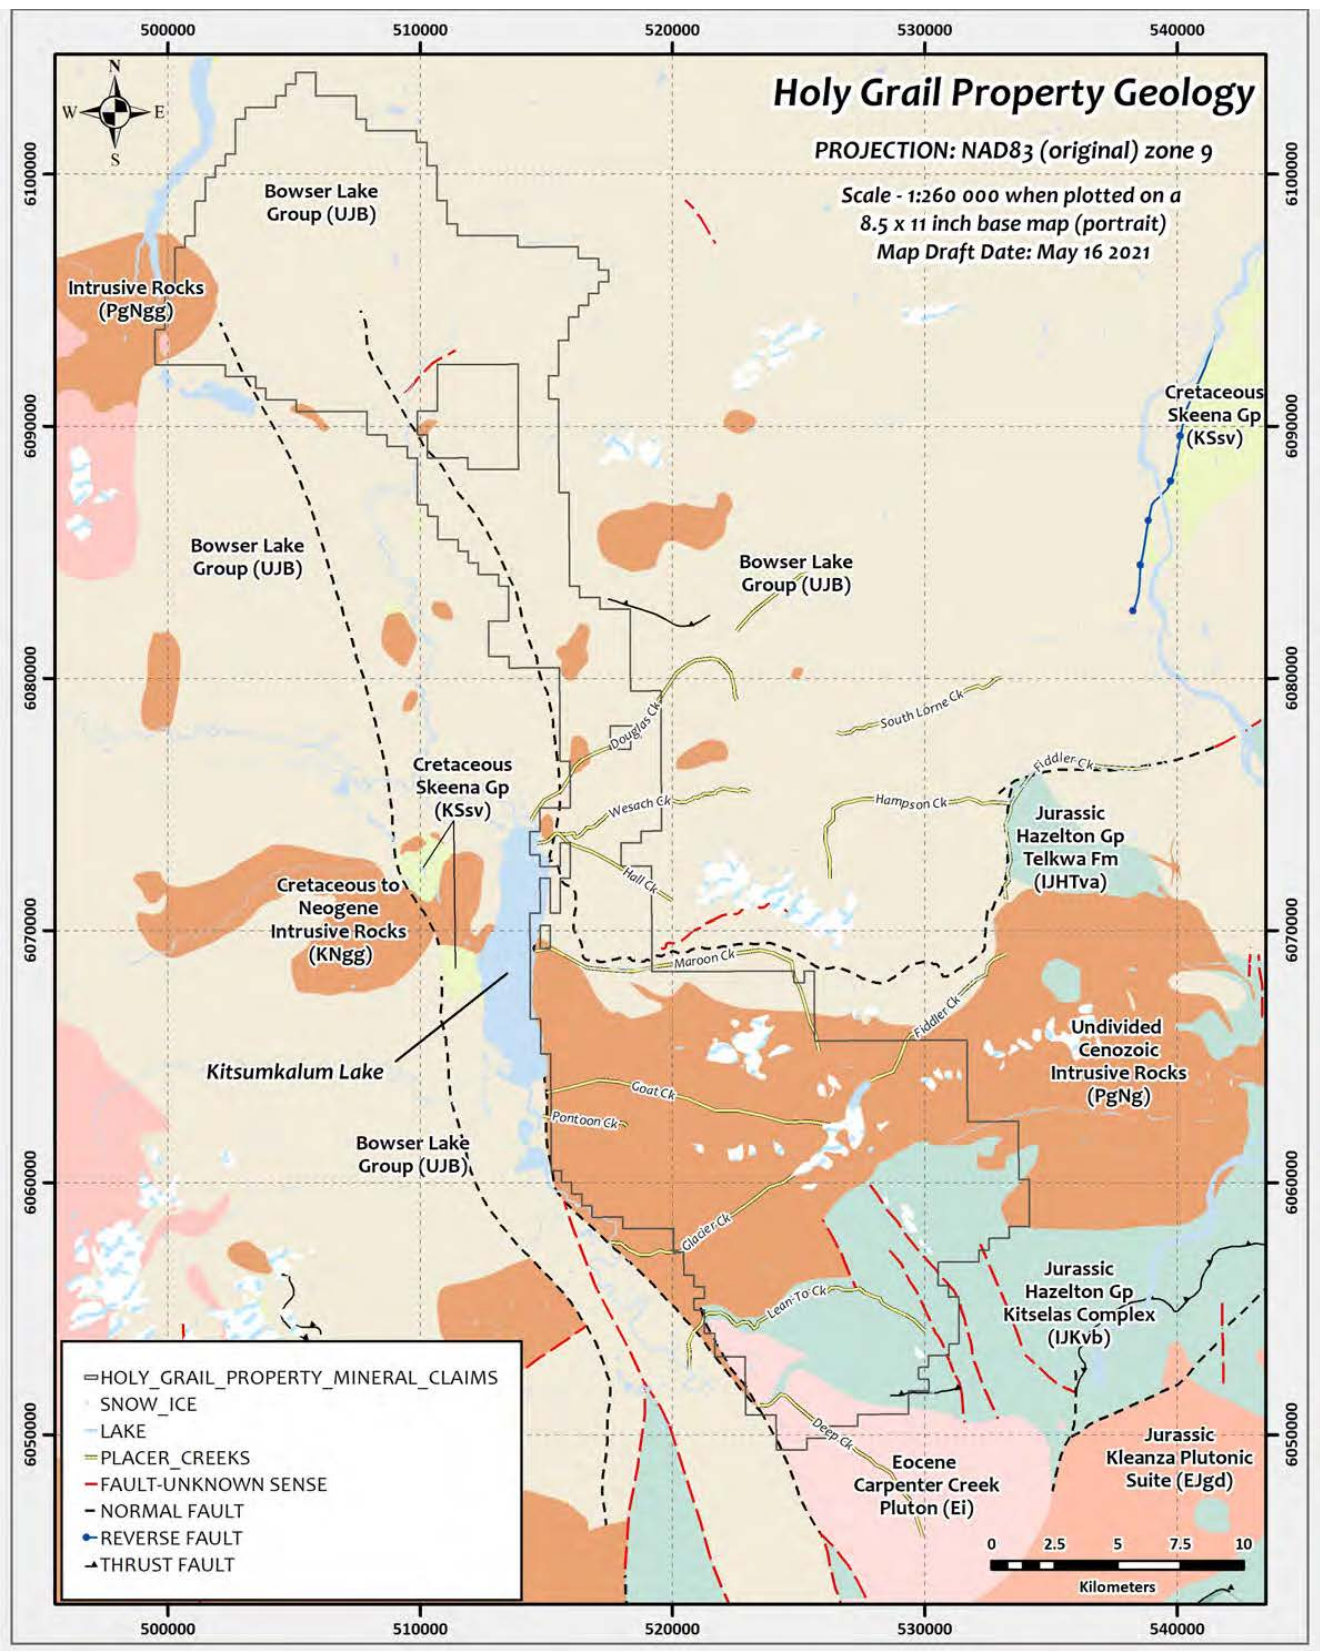 500000
510000
520000
530000
540000
N
W E
S
Holy Grail Property Geology
PROJECTION: NAD83 (original) zone 9
Scale - 1:260 000 when plotted on a
8.5 x 11 inch base map (portrait)
Map Draft Date: May 16 2021
6100000
6100000
Bowser Lake
Group (UJB)
Intrusive Rocks
(PgNgg)
Cretaceous
Skeena Gp
(KSsv)
6090000
6090000
Bowser Lake
Group (UJB)
Bowser Lake
Group (UJB)
6080000
6080000
Douglas Ck
South Lorne Ck
Fiddler Ck
Cretaceous
Skeena Gp
(KSsv)
Wesach Ck
Hampson Ck
Jurassic
Hazelton Gp
Telkwa Fm
(IJHTva)
Hall Ck
Cretaceous to
Neogene
Intrusive Rocks
(KNgg)
6070000
6070000
Maroon Ck
Fiddler Ck
Undivided
Cenozoic
Intrusive Rocks
(PgNg)
Kitsumkalum Lake
Goat Ck
Pontoon Ck
Bowser Lake
Group (UJB)
6060000
6060000
Glacier Ck
Lean-To Ck
Jurassic
Hazelton Gp
Kitselas Complex
(IJKvb)
Deep Ck
6050000
6050000
Eocene
Carpenter Creek
Pluton (Ei)
Jurassic
Kleanza Plutonic
Suite (EJgd)
HOLY_GRAIL_PROPERTY_MINERAL_CLAIMS
SNOW_ICE
LAKE
PLACER_CREEKS
FAULT-UNKNOWN SENSE
NORMAL FAULT
REVERSE FAULT
THRUST FAULT
0 2.5 5 7.5 10
Kilometers
500000
510000
520000
530000
540000